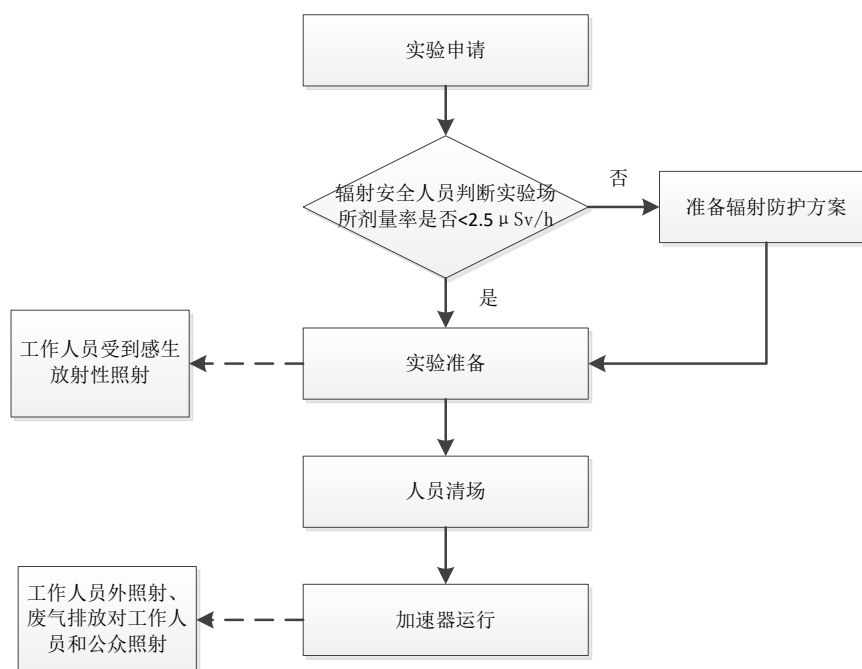 实验申请
辐射安全人员判断实验场
所剂量率是否<2.5μSv/h
否
准备辐射防护方案
是
工作人员受到感生
放射性照射
实验准备
人员清场
工作人员外照射、
废气排放对工作人
员和公众照射
加速器运行